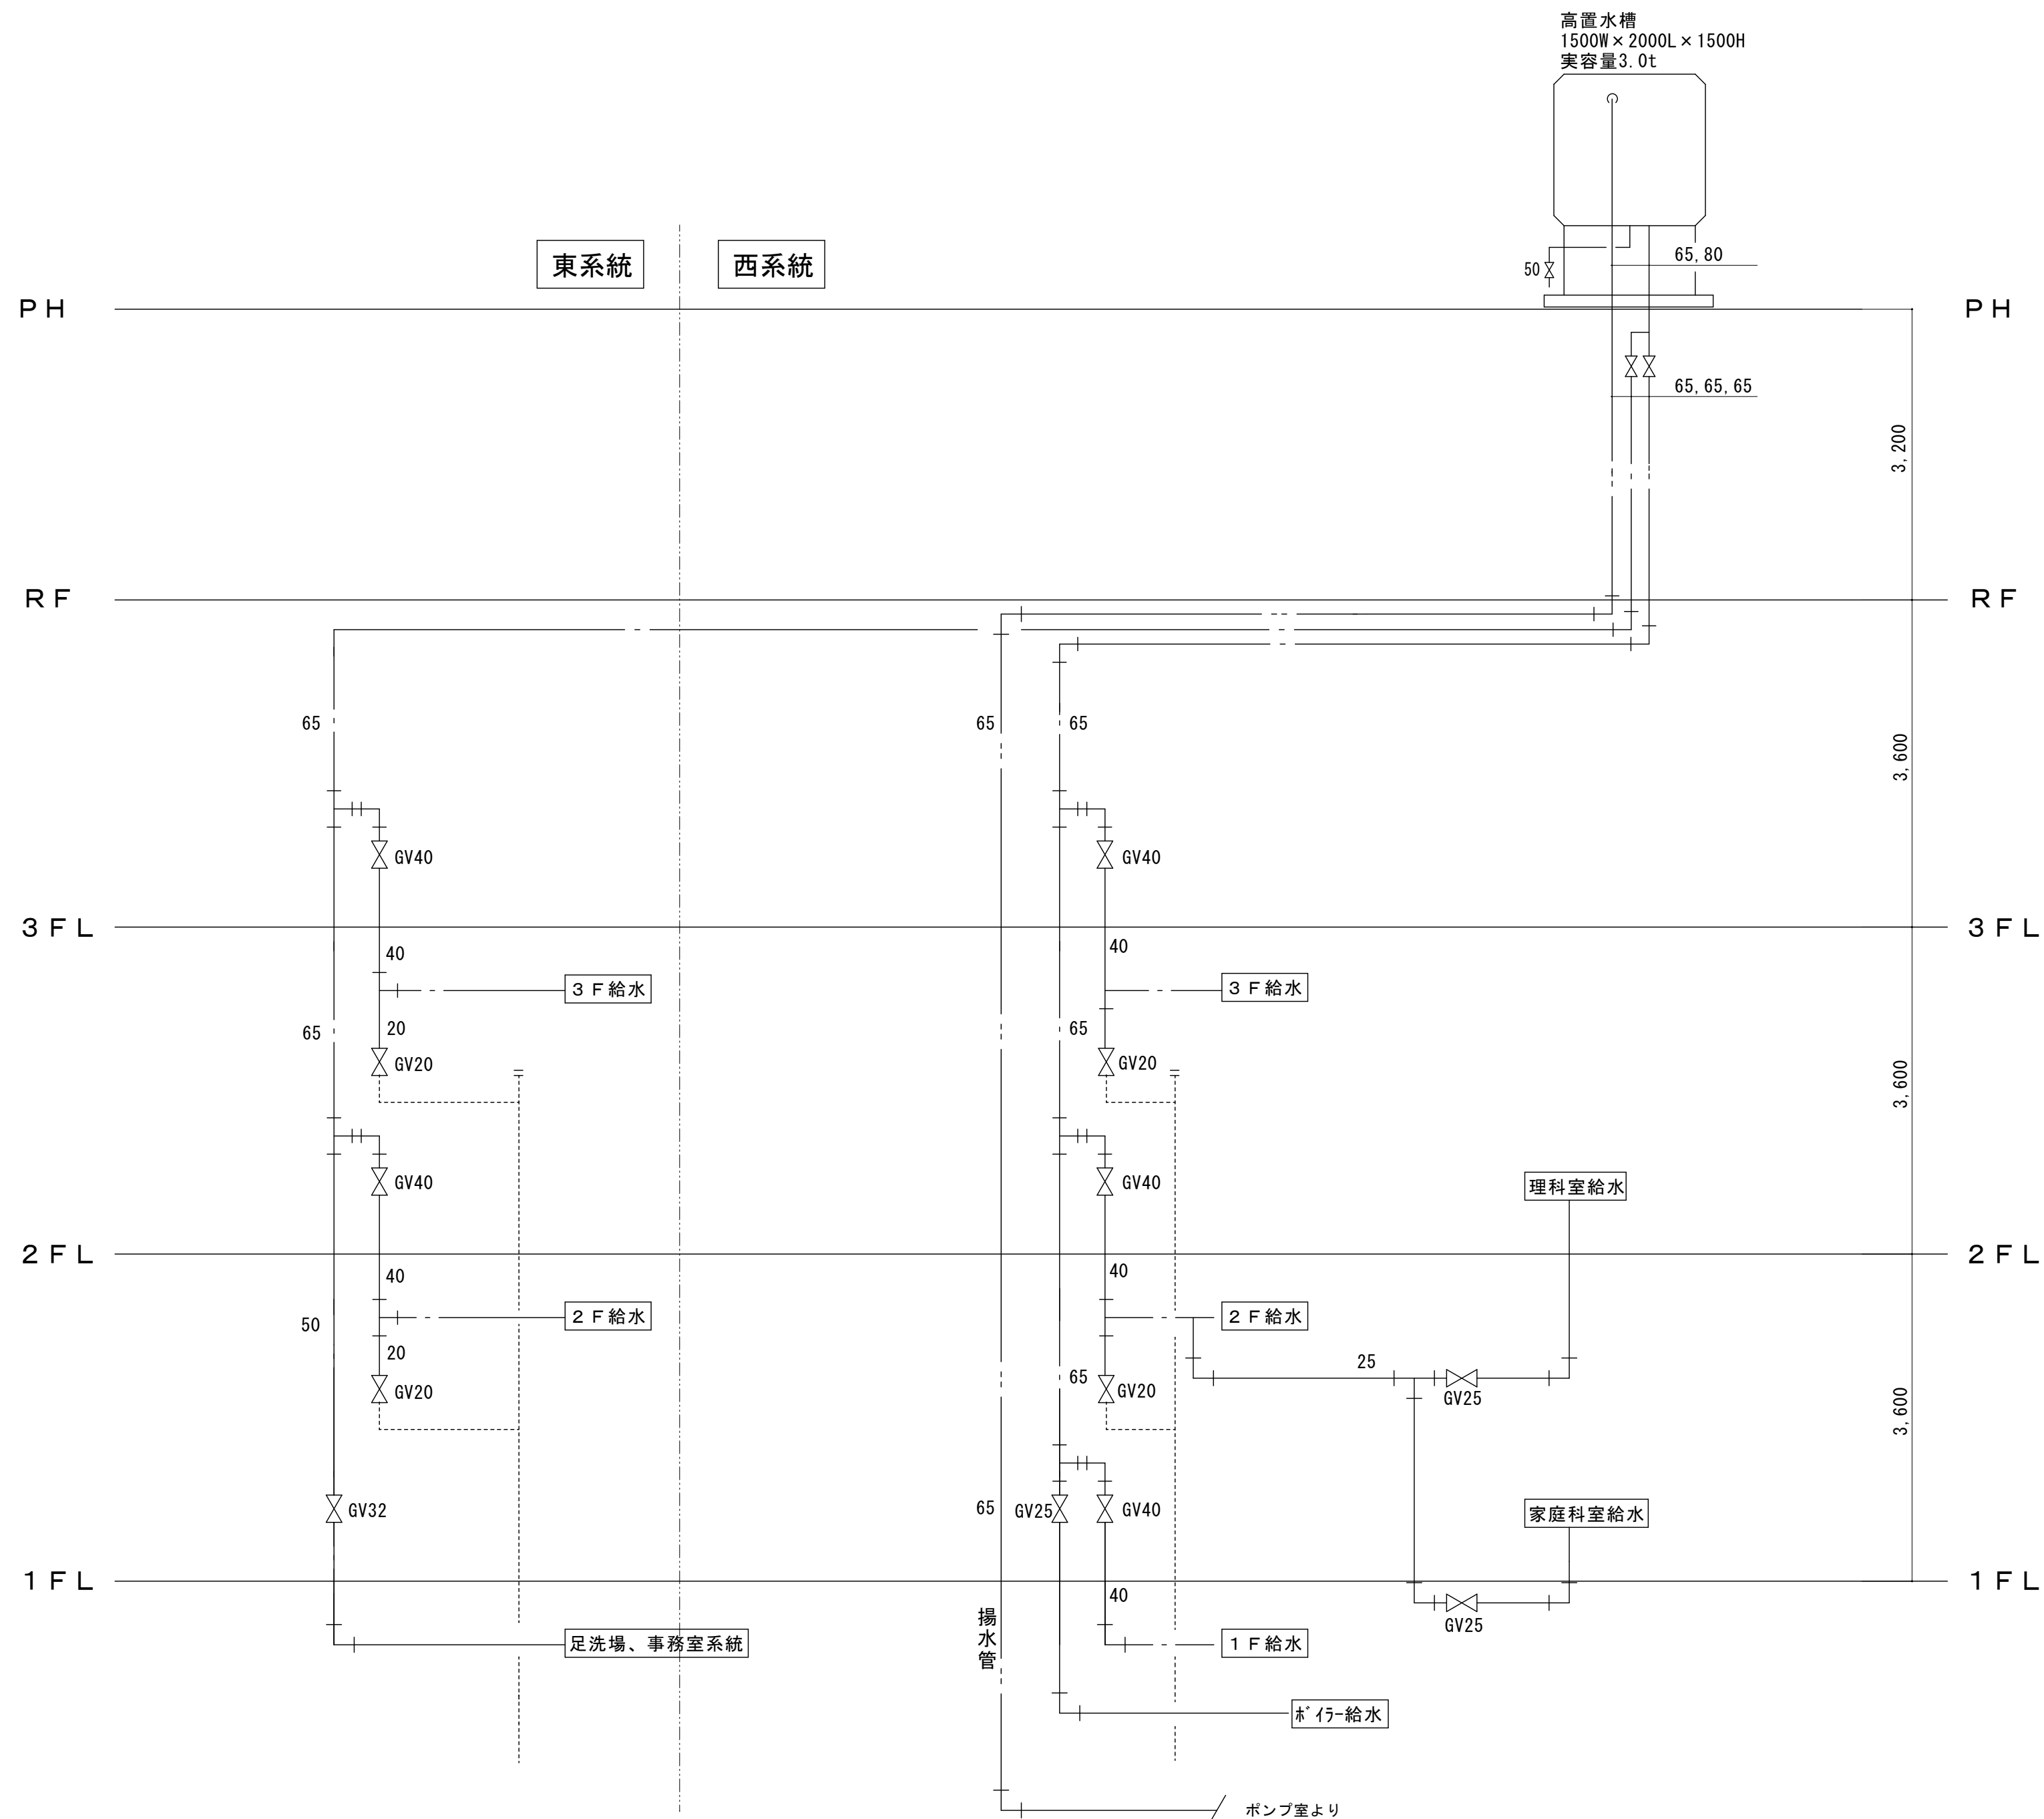 高置水槽
1500W×2000L×1500H
実容量3.0t
東系統
西系統
65,80
50
PH
PH
65,65,65
3,200
RF
RF
65
65
65
3,600
GV40
GV40
3FL
3FL
40
40
3F給水
3F給水
65
20
65
GV20
GV20
3,600
GV40
GV40
理科室給水
2FL
2FL
40
40
2F給水
2F給水
50
20
25
65
GV20
GV20
GV25
3,600
GV32
65
GV25
GV40
家庭科室給水
1FL
1FL
40
GV25
揚水管
足洗場、事務室系統
1F給水
ボイラー給水
ポンプ室より